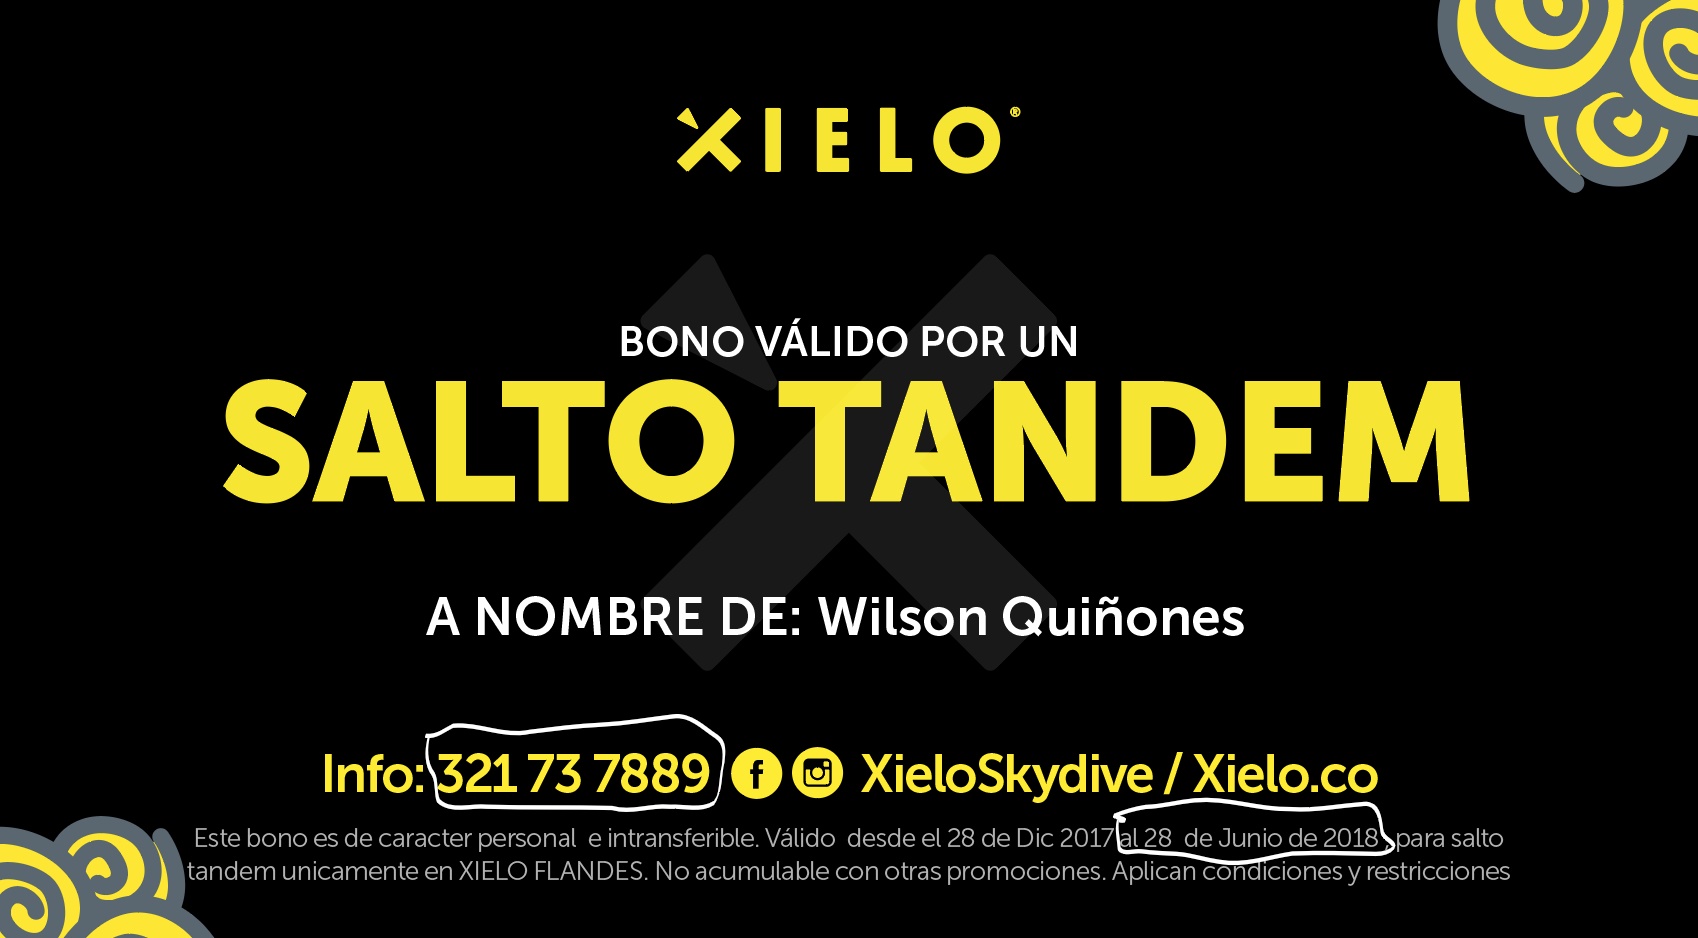 XIELO®
BONO VÁLIDO POR UN
SALTO TANDEM
A NOMBRE DE: Wilson Quiñones
Info: 321 73 7889 XieloSkydive / Xielo.co
Este bono es de caracter personal e intransferible. Válido desde el 28 de Dic 2017 al 28 de Junio de 2018, para salto
tandem unicamente en XIELO FLANDES. No acumulable con otras promociones. Aplican condiciones y restricciones